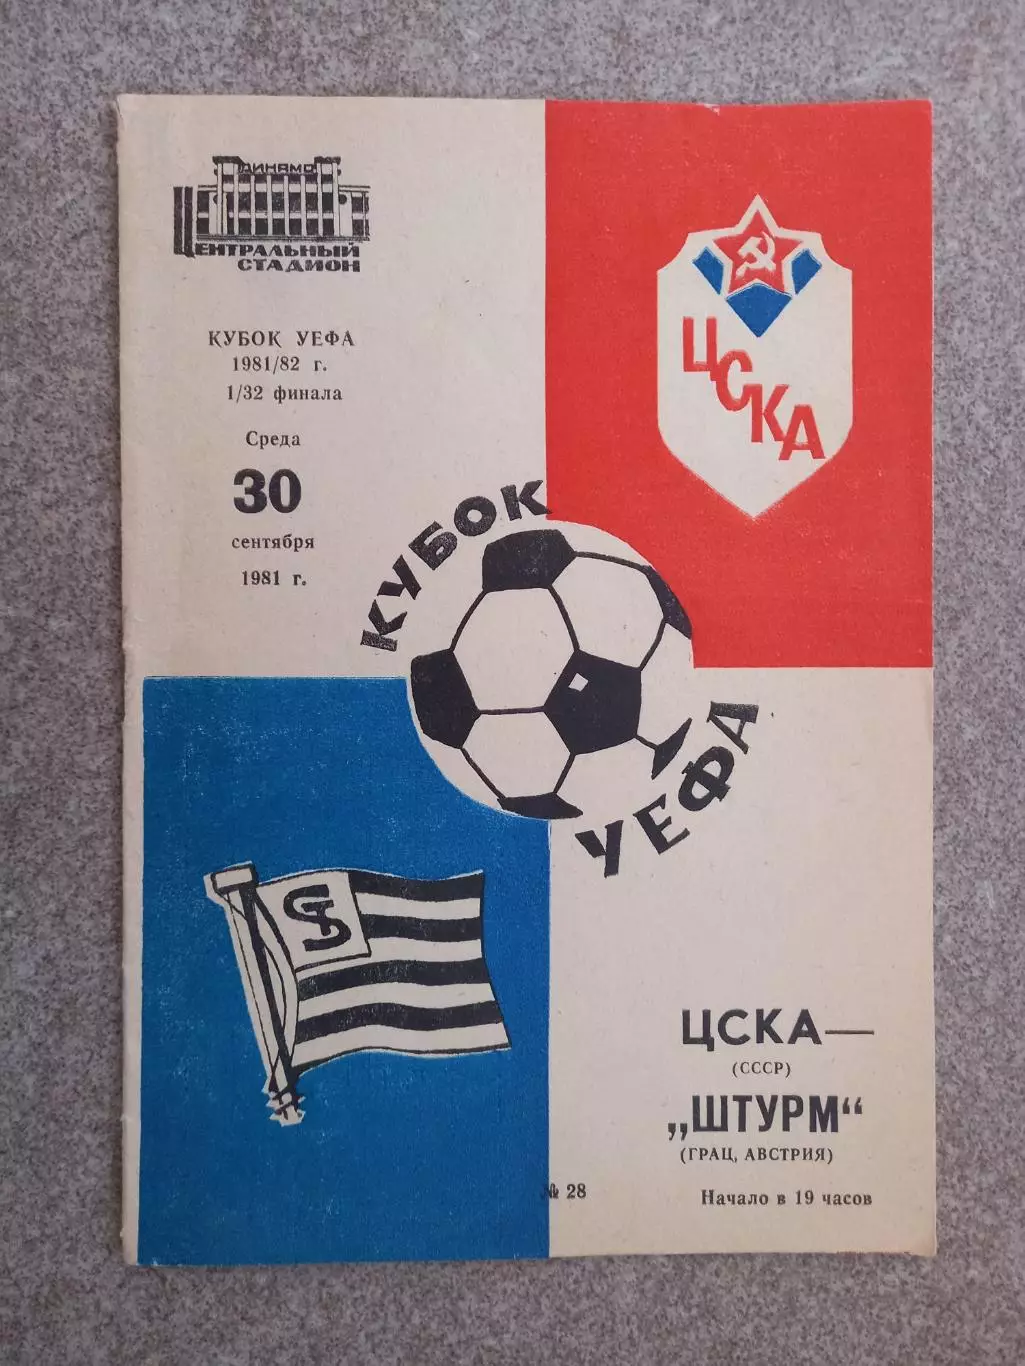 ДИНАМО
ЦЕНТРАЛЬНЫЙ
СТАДИОН
КУБОК УЕФА
1981/82 г.
1/32 финала
Среда
30
сентября
1981 г.
ЦСКА
КУБОК
УЕФА
ЦСКА—
(СССР)
„ШТУРМ“
(ГРАЦ, АВСТРИЯ)
№ 28
Начало в 19 часов